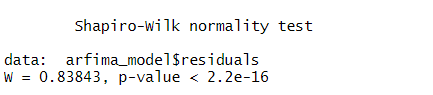 Shapiro-Wilk normality test
data:  arfima_model$residuals
W = 0.83843, p-value < 2.2e-16